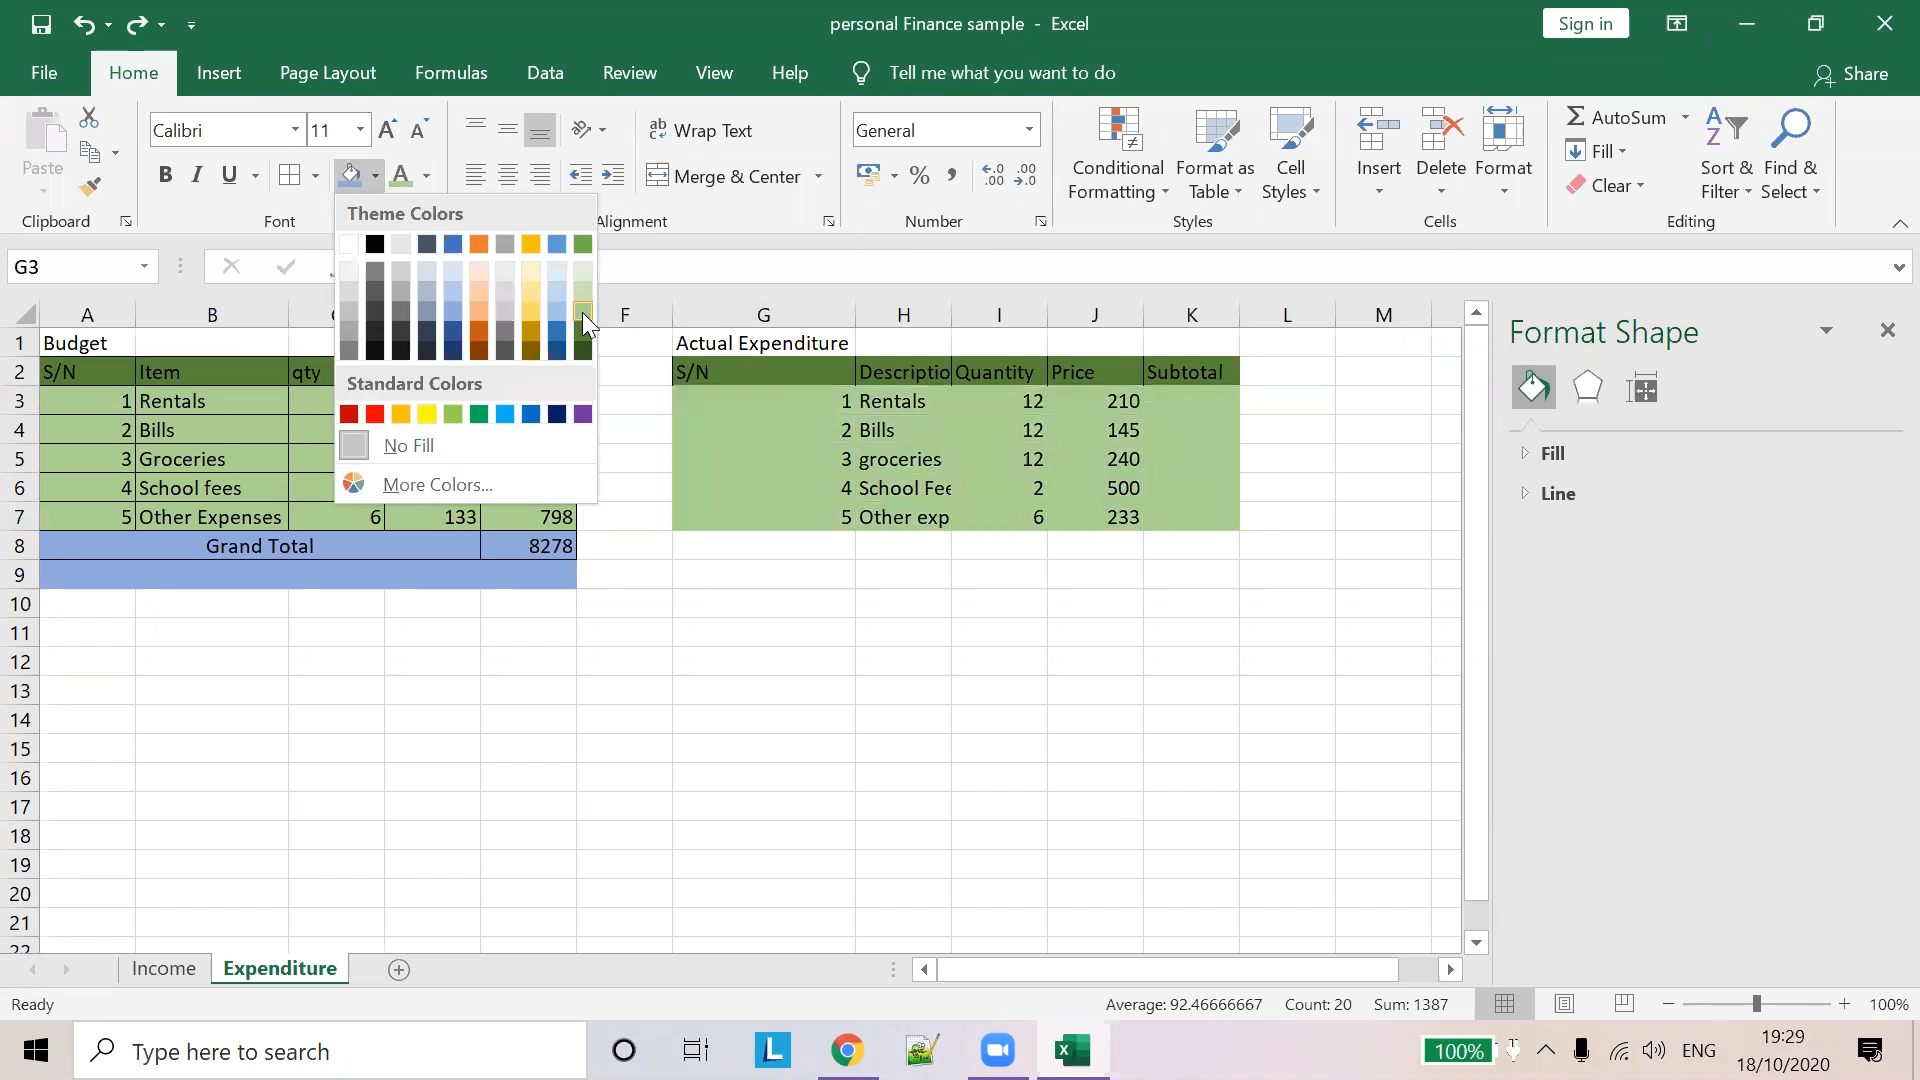 personal Finance sample - Excel
Sign in
File Home Insert Page Layout Formulas Data Review View Help Tell me what you want to do Share
Paste
Clipboard
Calibri 11
B I U A
Font
ab Wrap Text
Merge & Center
Alignment
General
% ,
Number
Conditional Formatting
Format as Table
Cell Styles
Styles
Insert Delete Format
Cells
AutoSum
Fill
Clear
Sort & Filter
Find & Select
Editing
G3
Theme Colors
Standard Colors
No Fill
More Colors...
A B F G H I J K L M
1 Budget Actual Expenditure
2 S/N Item qty S/N Descriptio Quantity Price Subtotal
3 1 Rentals 1 Rentals 12 210
4 2 Bills 2 Bills 12 145
5 3 Groceries 3 groceries 12 240
6 4 School fees 4 School Fee 2 500
7 5 Other Expenses 6 133 798 5 Other exp 6 233
8 Grand Total 8278
9
10
11
12
13
14
15
16
17
18
19
20
21
22
Format Shape
Fill
Line
Income Expenditure
Ready
Average: 92.46666667 Count: 20 Sum: 1387
100%
Type here to search
L
100%
ENG
19:29
18/10/2020